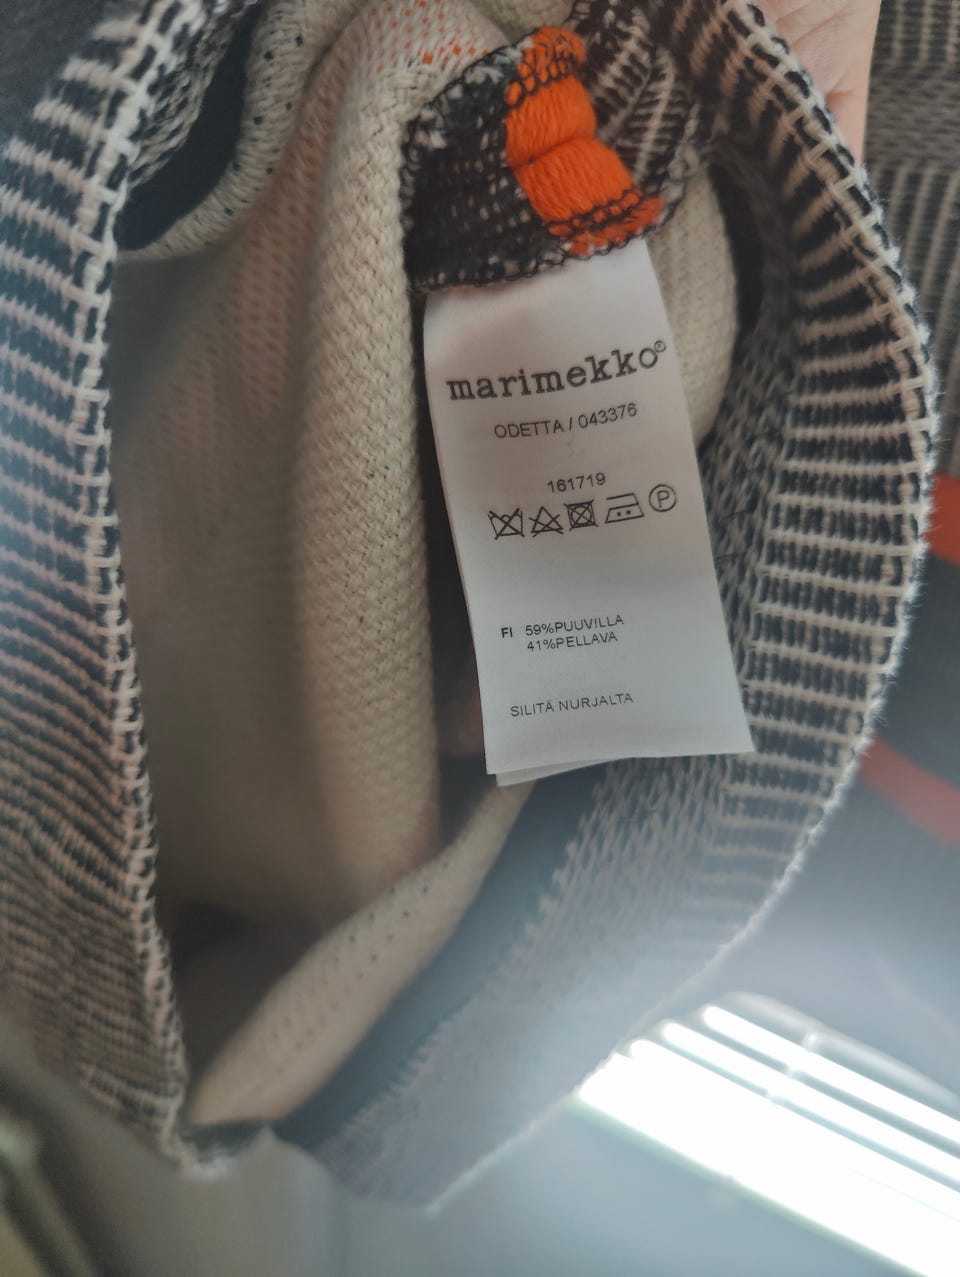 marimekko®
ODETTA / 043376
161719
P
FI 59%PUUVILLA
41%PELLAVA
SILITÄ NURJALTA